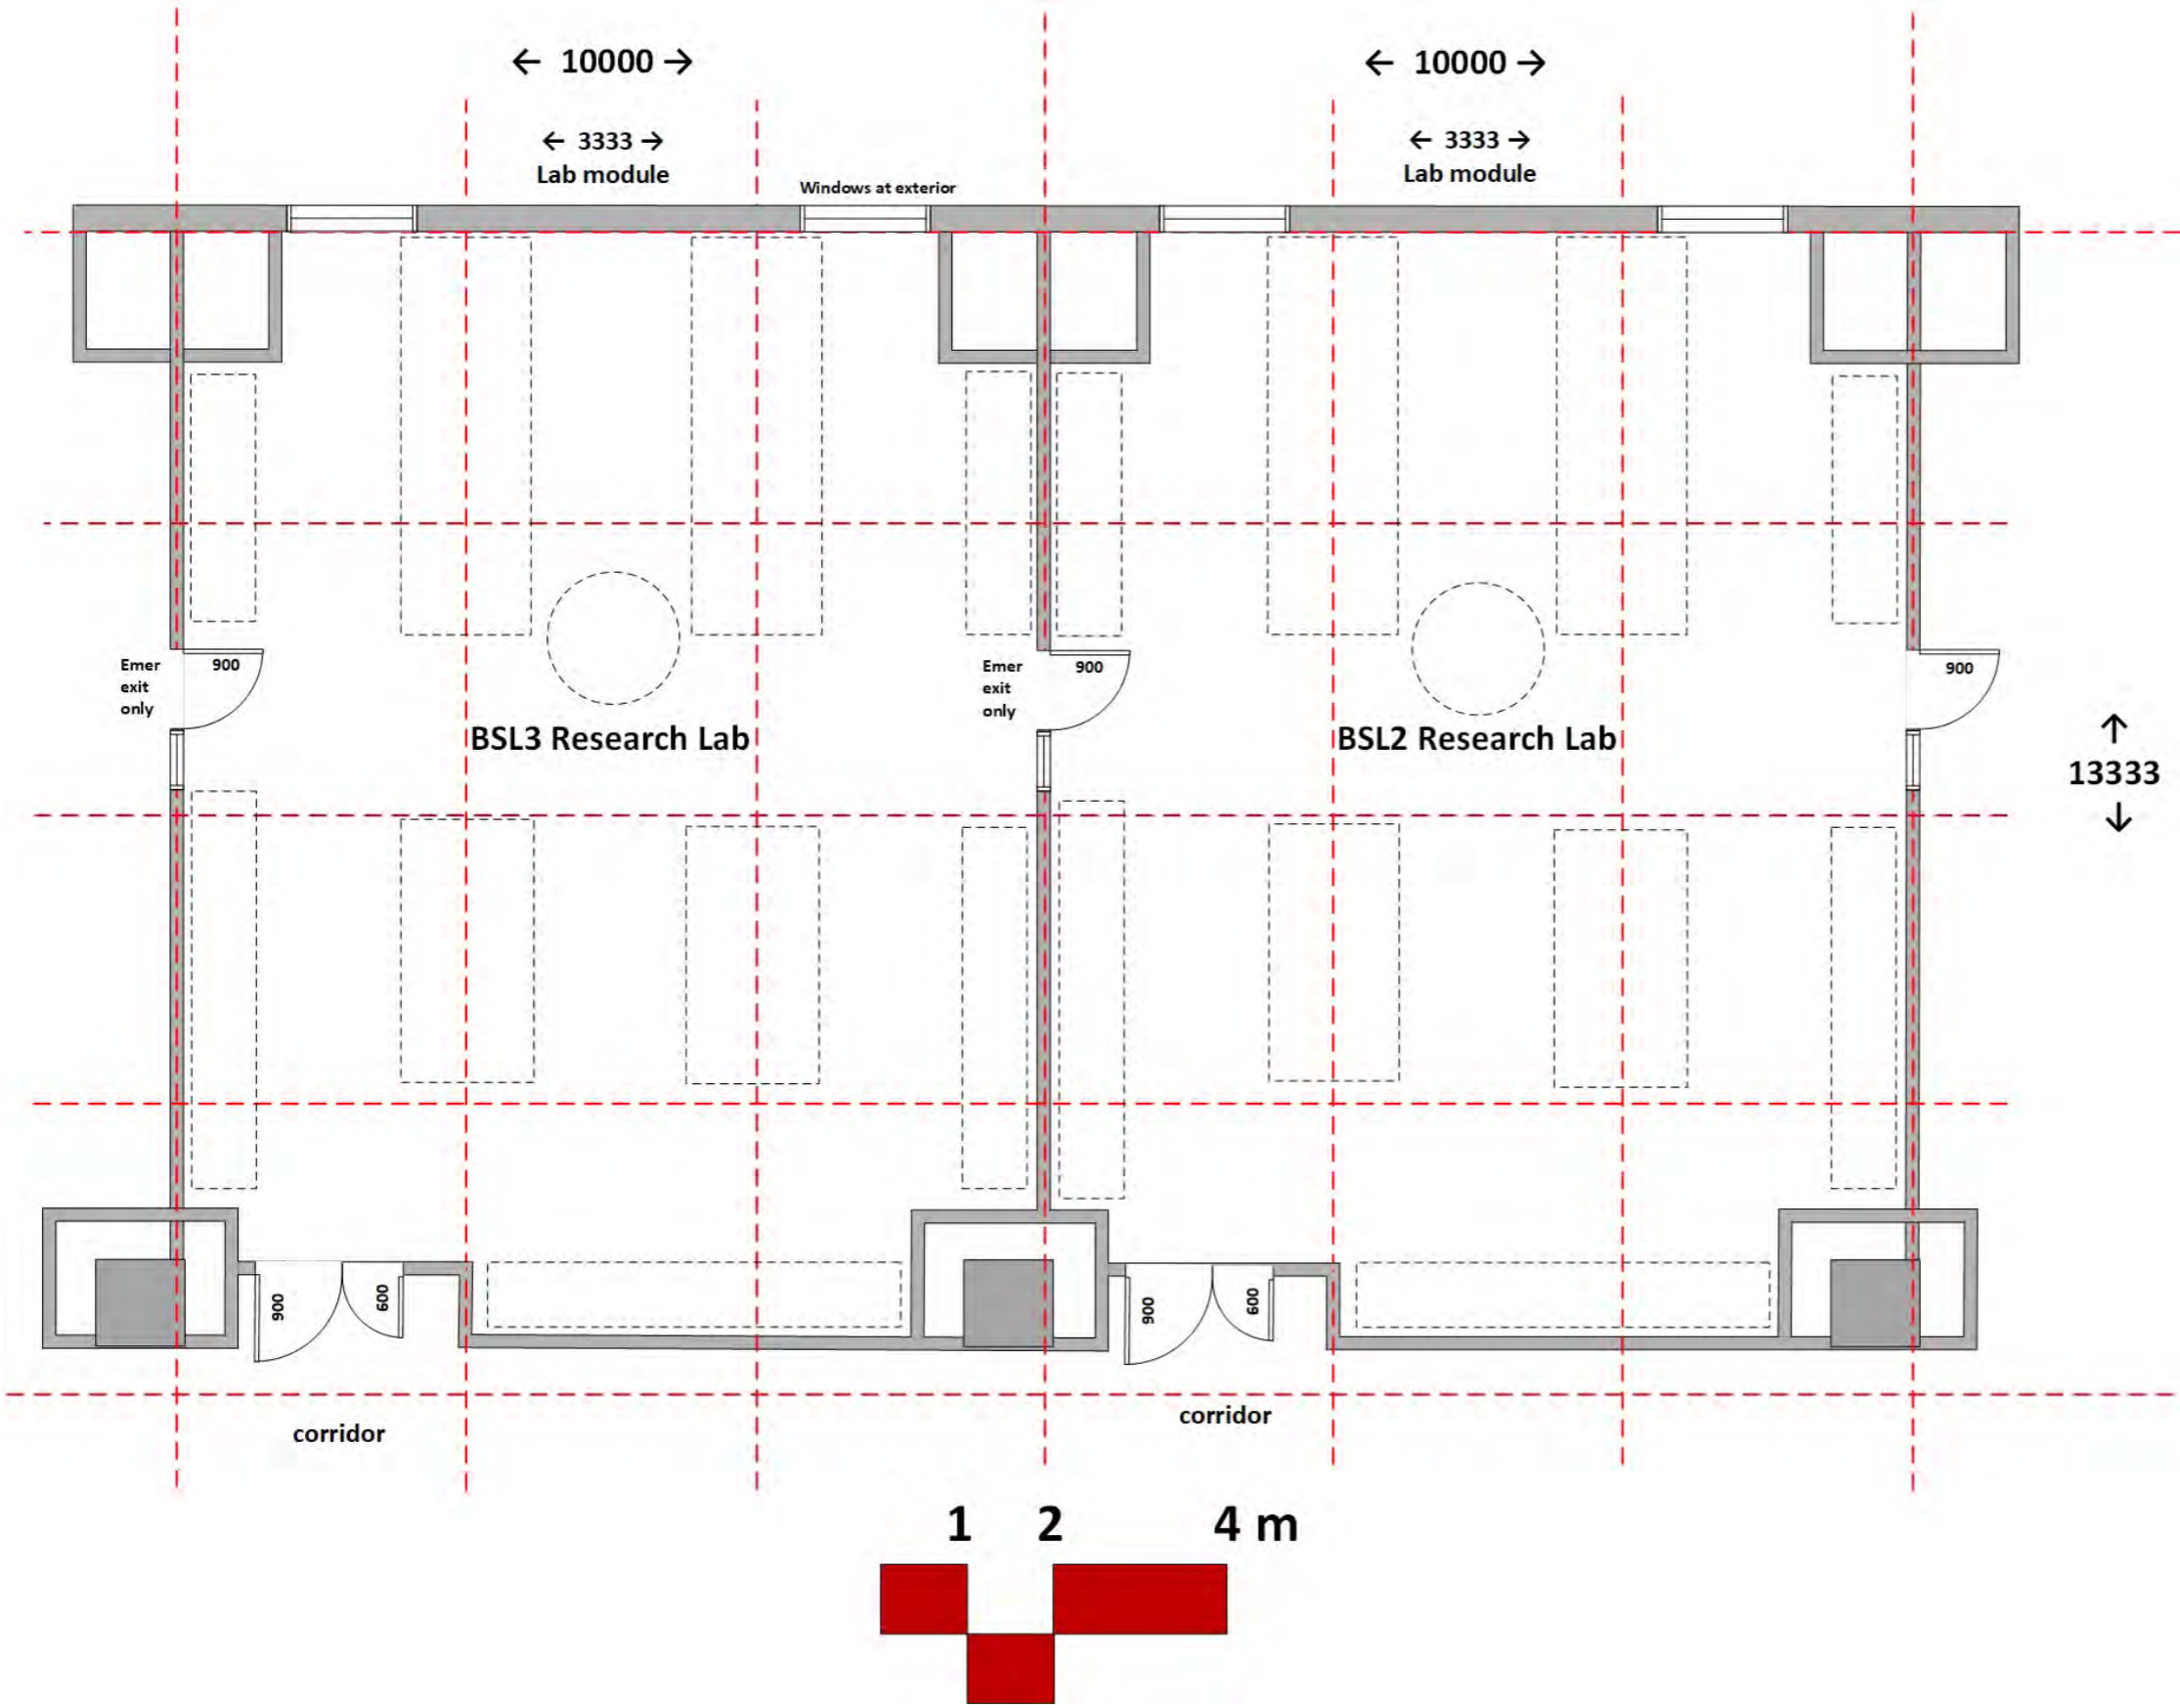 ← 10000 →
← 10000 →
← 3333 →
Lab module
← 3333 →
Lab module
Windows at exterior
Emer
exit
only
900
Emer
exit
only
900
900
BSL3 Research Lab
BSL2 Research Lab
↑
13333
↓
900
600
900
600
corridor
corridor
1 2 4 m